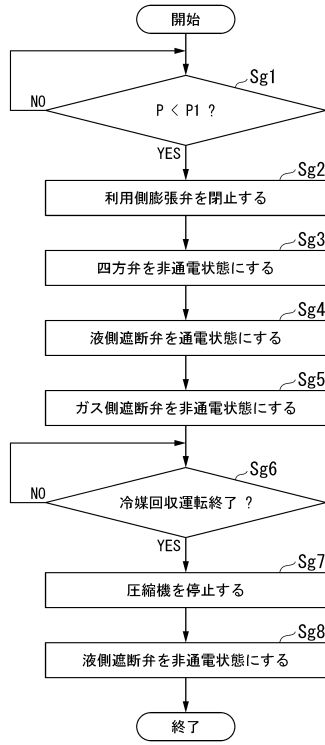 開始
Sg1
P < P1 ?
NO
YES
Sg2
利用側膨張弁を閉止する
Sg3
四方弁を非通電状態にする
Sg4
液側遮断弁を通電状態にする
Sg5
ガス側遮断弁を非通電状態にする
Sg6
冷媒回収運転終了 ?
NO
YES
Sg7
圧縮機を停止する
Sg8
液側遮断弁を非通電状態にする
終了